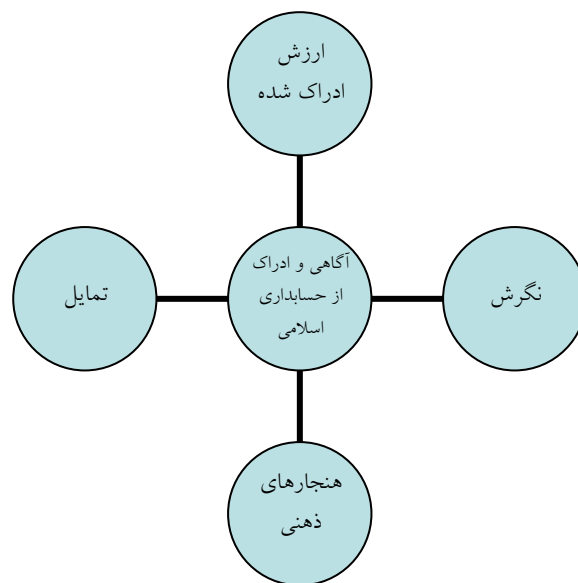 ارزش
ادراک شده
آگاهی و ادراک
از حسابداری
اسلامی
نگرش
تمایل
هنجارهای
ذهنی